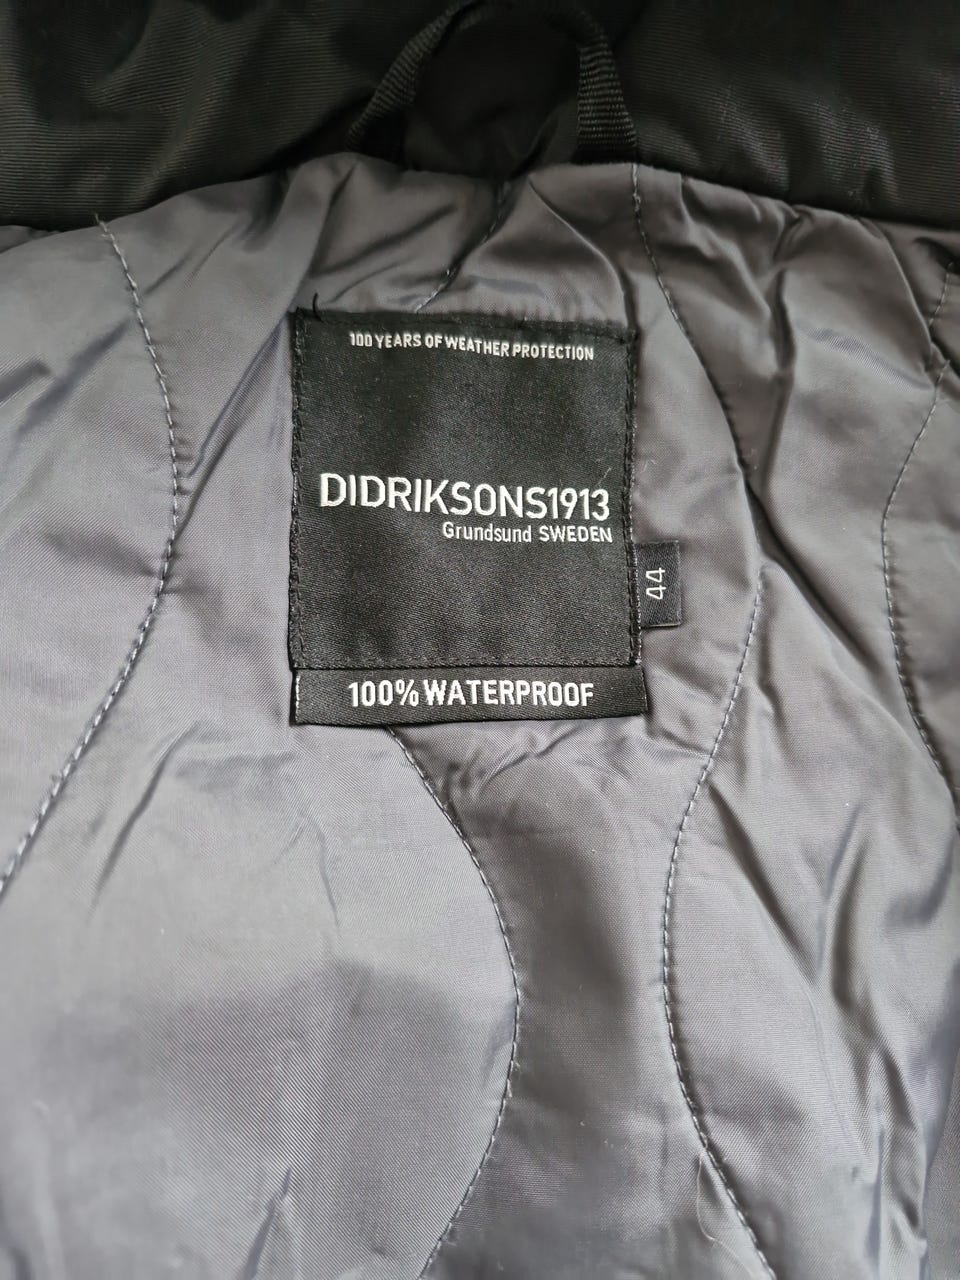 100 YEARS OF WEATHER PROTECTION
DIDRIKSONS1913
Grundsund SWEDEN
44
100% WATERPROOF